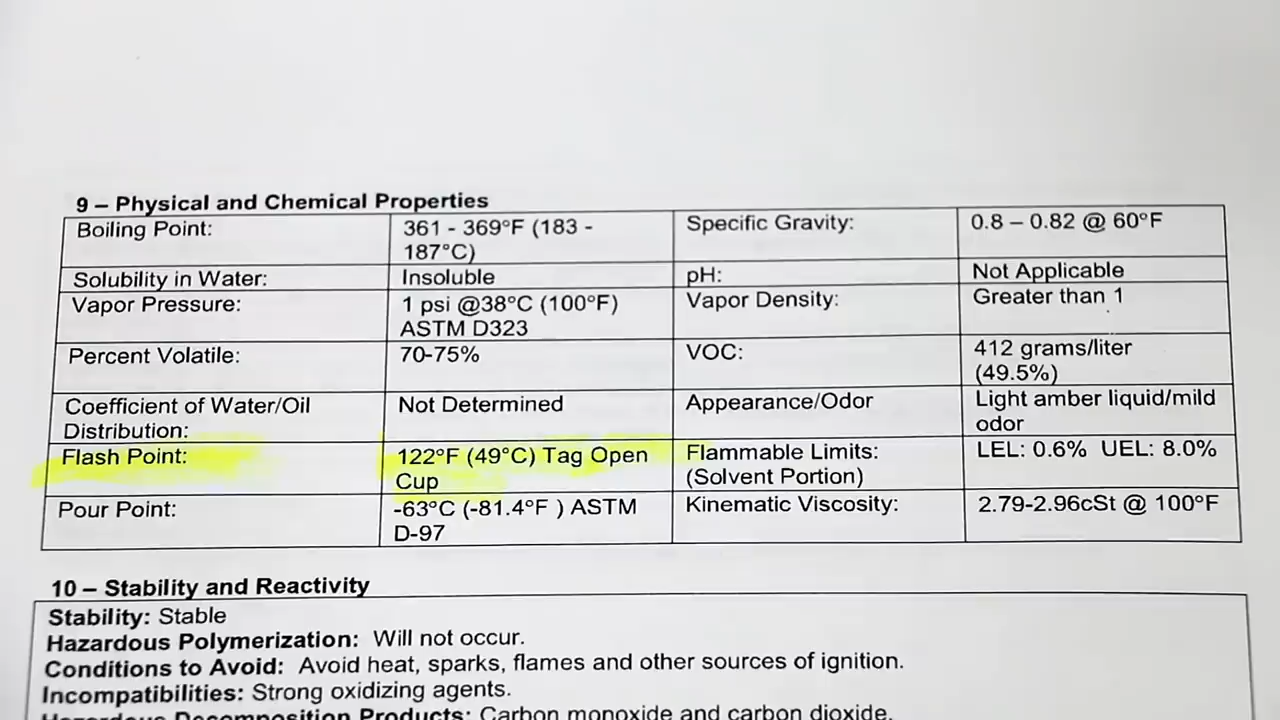 9 – Physical and Chemical Properties
Boiling Point: 361 - 369°F (183 - Specific Gravity: 0.8 – 0.82 @ 60°F
187°C)
Solubility in Water: Insoluble pH: Not Applicable
Vapor Pressure: 1 psi @38°C (100°F) Vapor Density: Greater than 1
ASTM D323
Percent Volatile: 70-75% VOC: 412 grams/liter
(49.5%)
Coefficient of Water/Oil Not Determined Appearance/Odor Light amber liquid/mild
Distribution: odor
Flash Point: 122°F (49°C) Tag Open Flammable Limits: LEL: 0.6% UEL: 8.0%
Cup (Solvent Portion)
Pour Point: -63°C (-81.4°F ) ASTM Kinematic Viscosity: 2.79-2.96cSt @ 100°F
D-97
10 – Stability and Reactivity
Stability: Stable
Hazardous Polymerization: Will not occur.
Conditions to Avoid: Avoid heat, sparks, flames and other sources of ignition.
Incompatibilities: Strong oxidizing agents.
Hazardous Decomposition Products: Carbon monoxide and carbon dioxide.